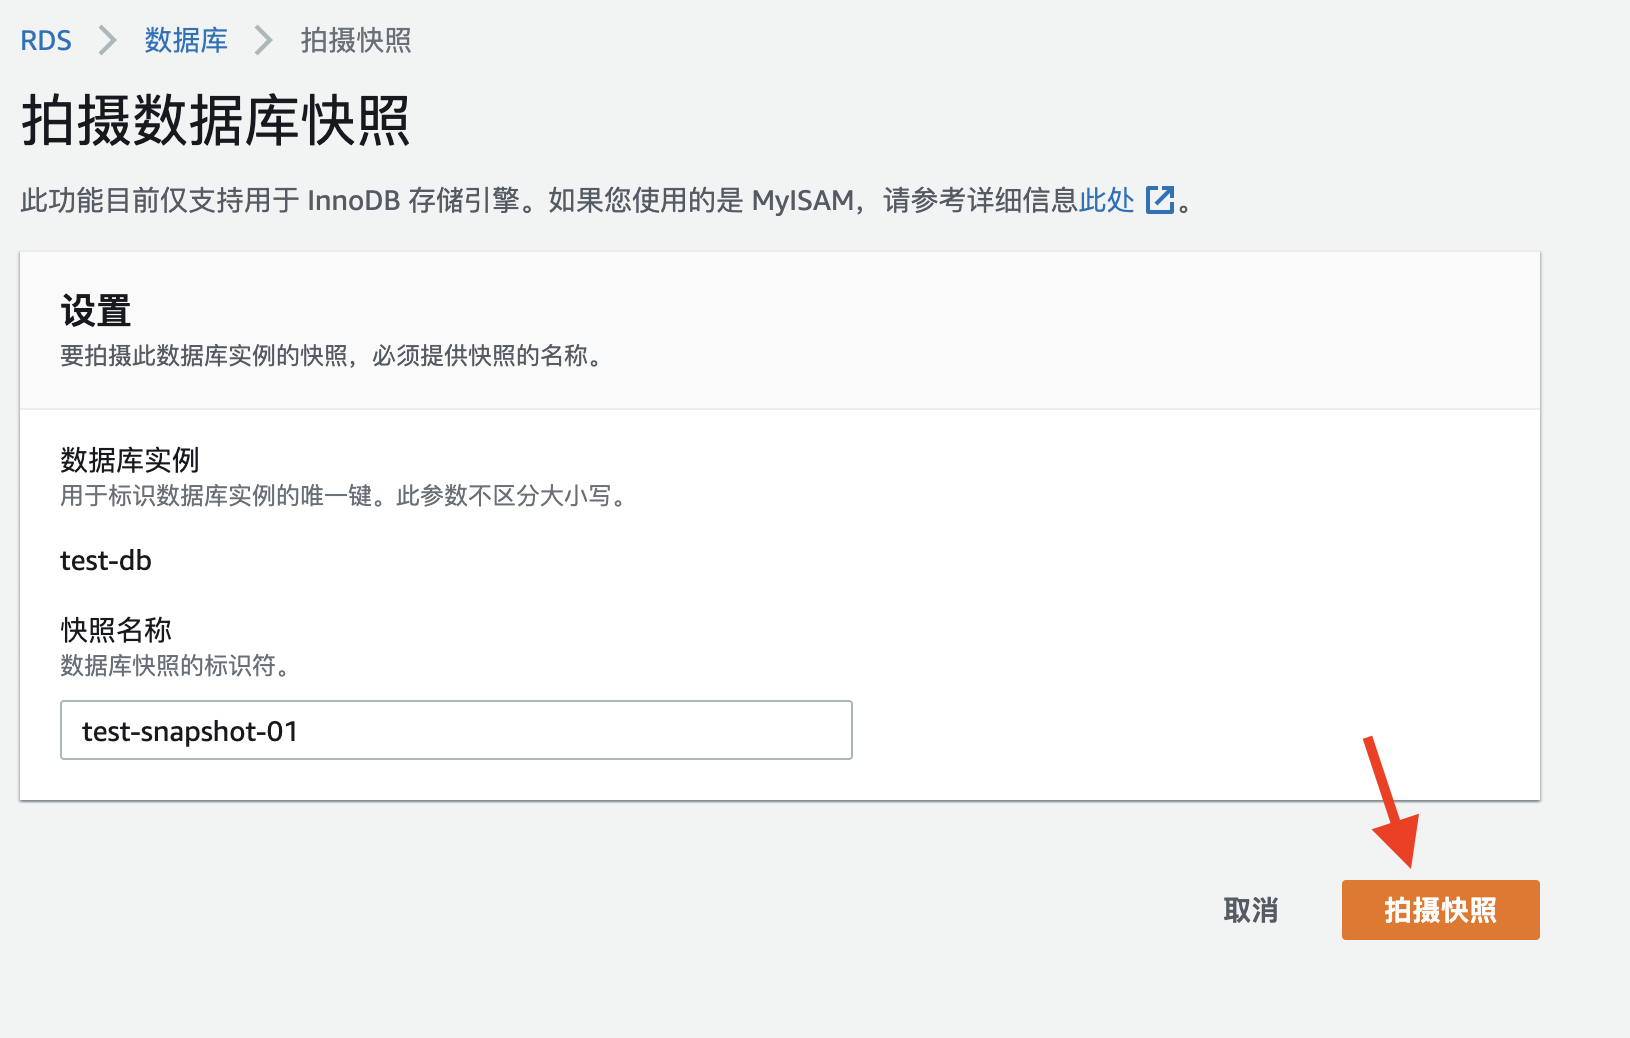 RDS > 数据库 > 拍摄快照
拍摄数据库快照
此功能目前仅支持用于 InnoDB 存储引擎。如果您使用的是 MyISAM，请参考详细信息此处。
设置
要拍摄此数据库实例的快照，必须提供快照的名称。
数据库实例
用于标识数据库实例的唯一键。此参数不区分大小写。
test-db
快照名称
数据库快照的标识符。
test-snapshot-01
取消 拍摄快照